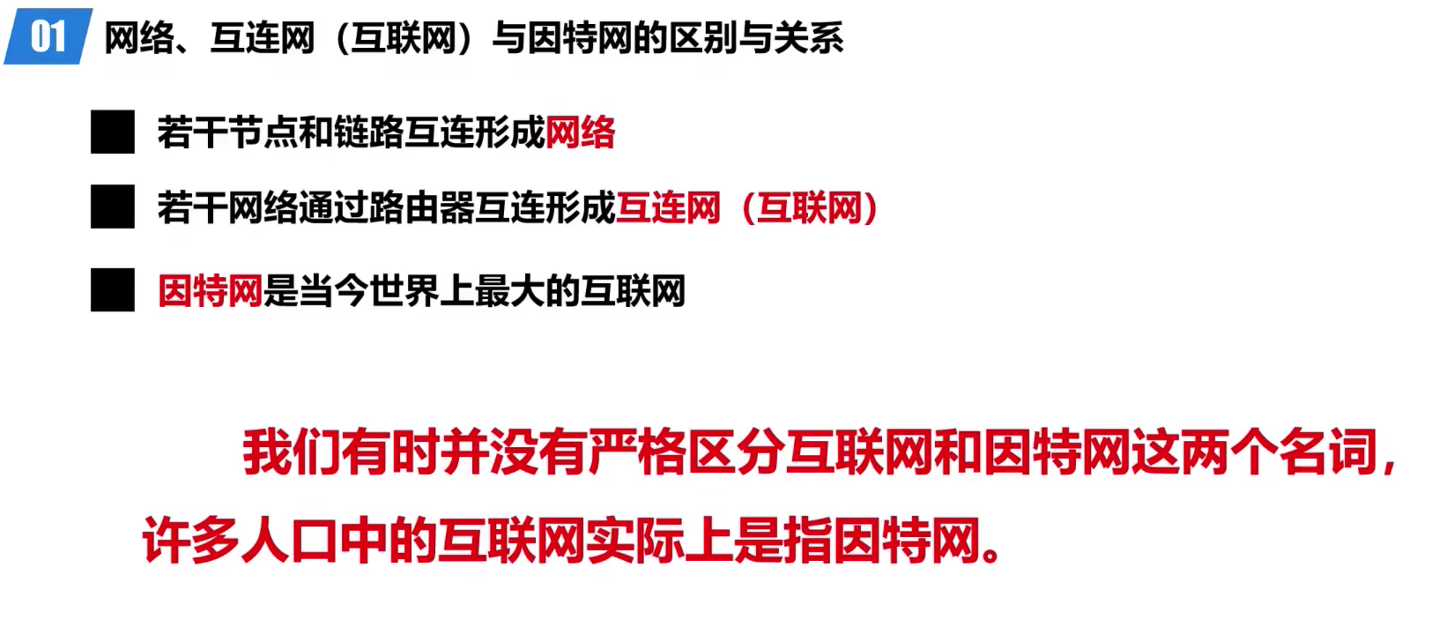 01 网络、互连网（互联网）与因特网的区别与关系
若干节点和链路互连形成网络
若干网络通过路由器互连形成互连网（互联网）
因特网是当今世界上最大的互联网
我们有时并没有严格区分互联网和因特网这两个名词，
许多人口中的互联网实际上是指因特网。